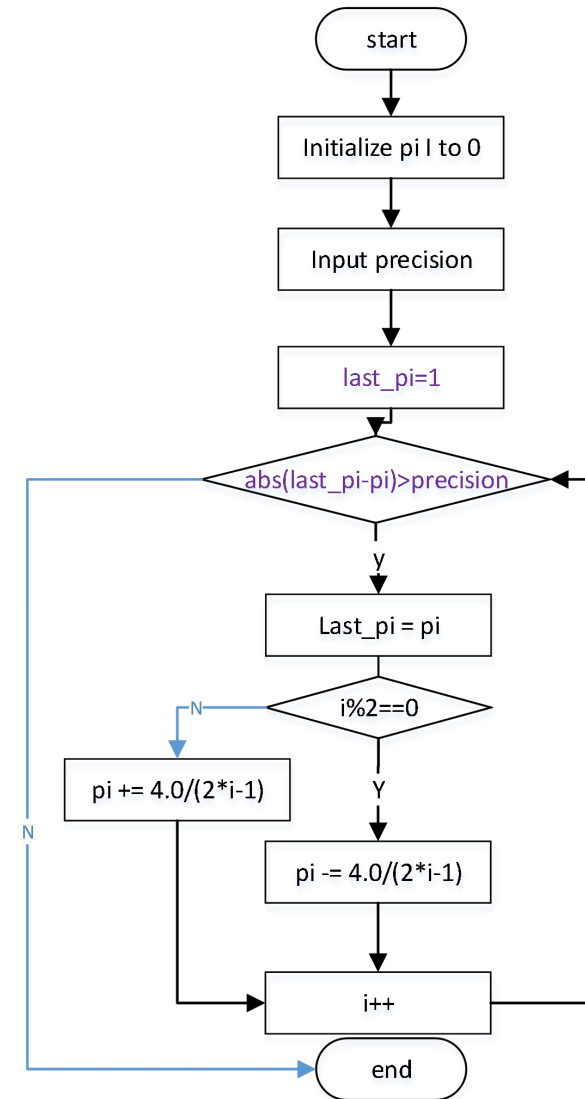 start
Initialize pi I to 0
Input precision
last_pi=1
abs(last_pi-pi)>precision
y
Last_pi = pi
i%2==0
N
pi += 4.0/(2*i-1)
Y
N
pi -= 4.0/(2*i-1)
i++
end